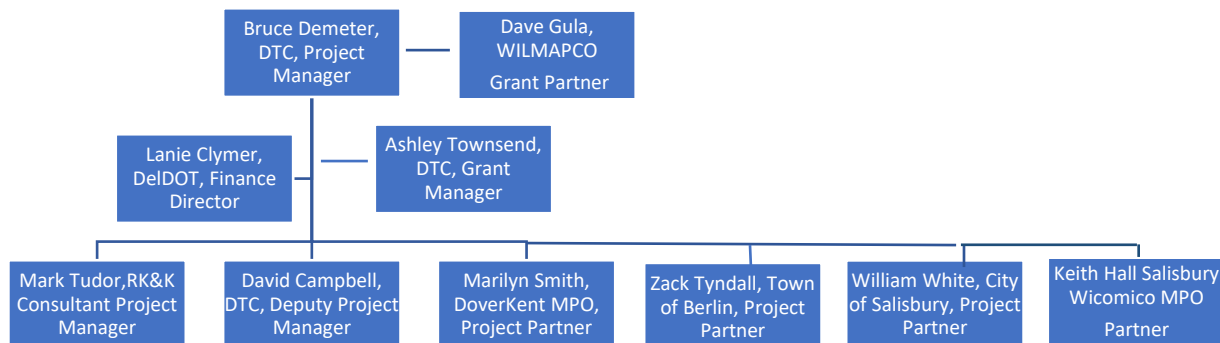 Bruce Demeter,
DTC, Project
Manager
Dave Gula,
WILMAPCO
Grant Partner
Lanie Clymer,
DelDOT, Finance
Director
Ashley Townsend,
DTC, Grant
Manager
Mark Tudor,RK&K
Consultant Project
Manager
David Campbell,
DTC, Deputy Project
Manager
Marilyn Smith,
DoverKent MPO,
Project Partner
Zack Tyndall, Town
of Berlin, Project
Partner
William White, City
of Salisbury, Project
Partner
Keith Hall Salisbury
Wicomico MPO
Partner